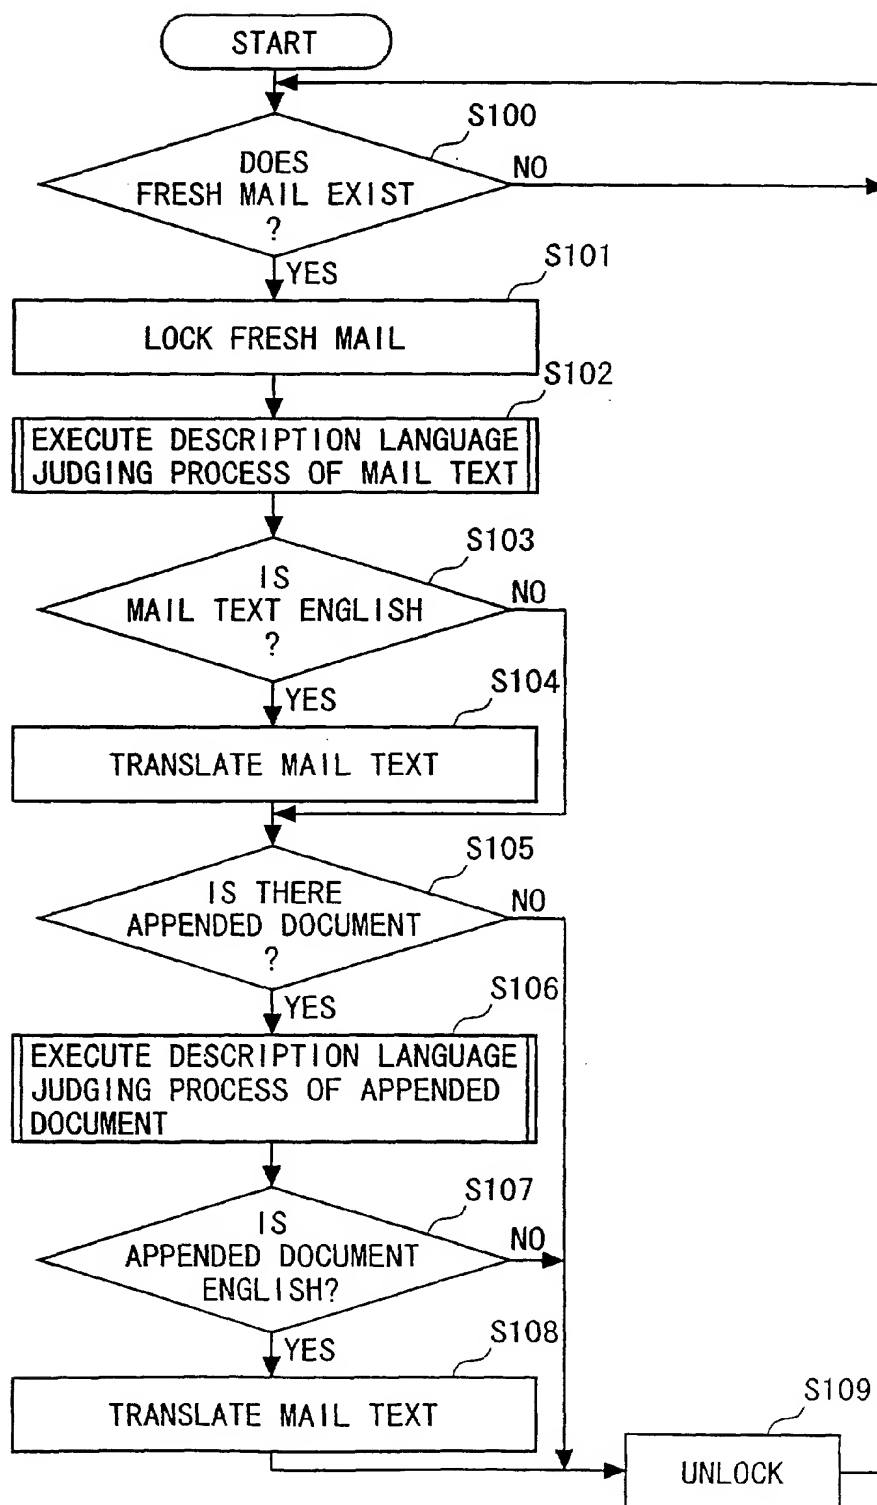 START
S100
DOES
FRESH MAIL EXIST
?
NO
YES
S101
LOCK FRESH MAIL
S102
EXECUTE DESCRIPTION LANGUAGE
JUDGING PROCESS OF MAIL TEXT
S103
IS
MAIL TEXT ENGLISH
?
NO
YES
S104
TRANSLATE MAIL TEXT
S105
IS THERE
APPENDED DOCUMENT
?
NO
YES
S106
EXECUTE DESCRIPTION LANGUAGE
JUDGING PROCESS OF APPENDED
DOCUMENT
S107
IS
APPENDED DOCUMENT
ENGLISH?
NO
YES
S108
TRANSLATE MAIL TEXT
S109
UNLOCK